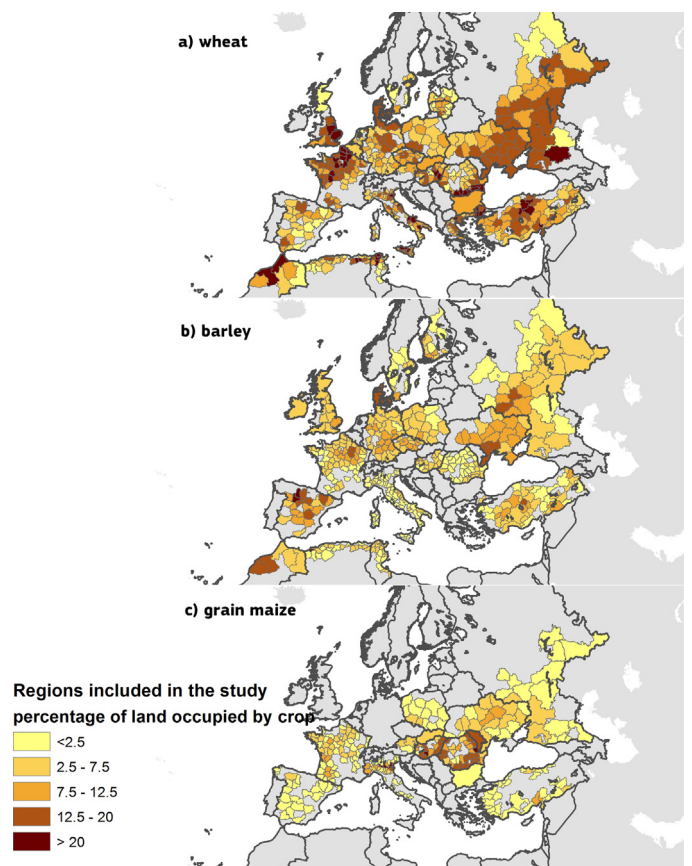 a) wheat
b) barley
c) grain maize
Regions included in the study
percentage of land occupied by crop
<2.5
2.5 - 7.5
7.5 - 12.5
12.5 - 20
> 20